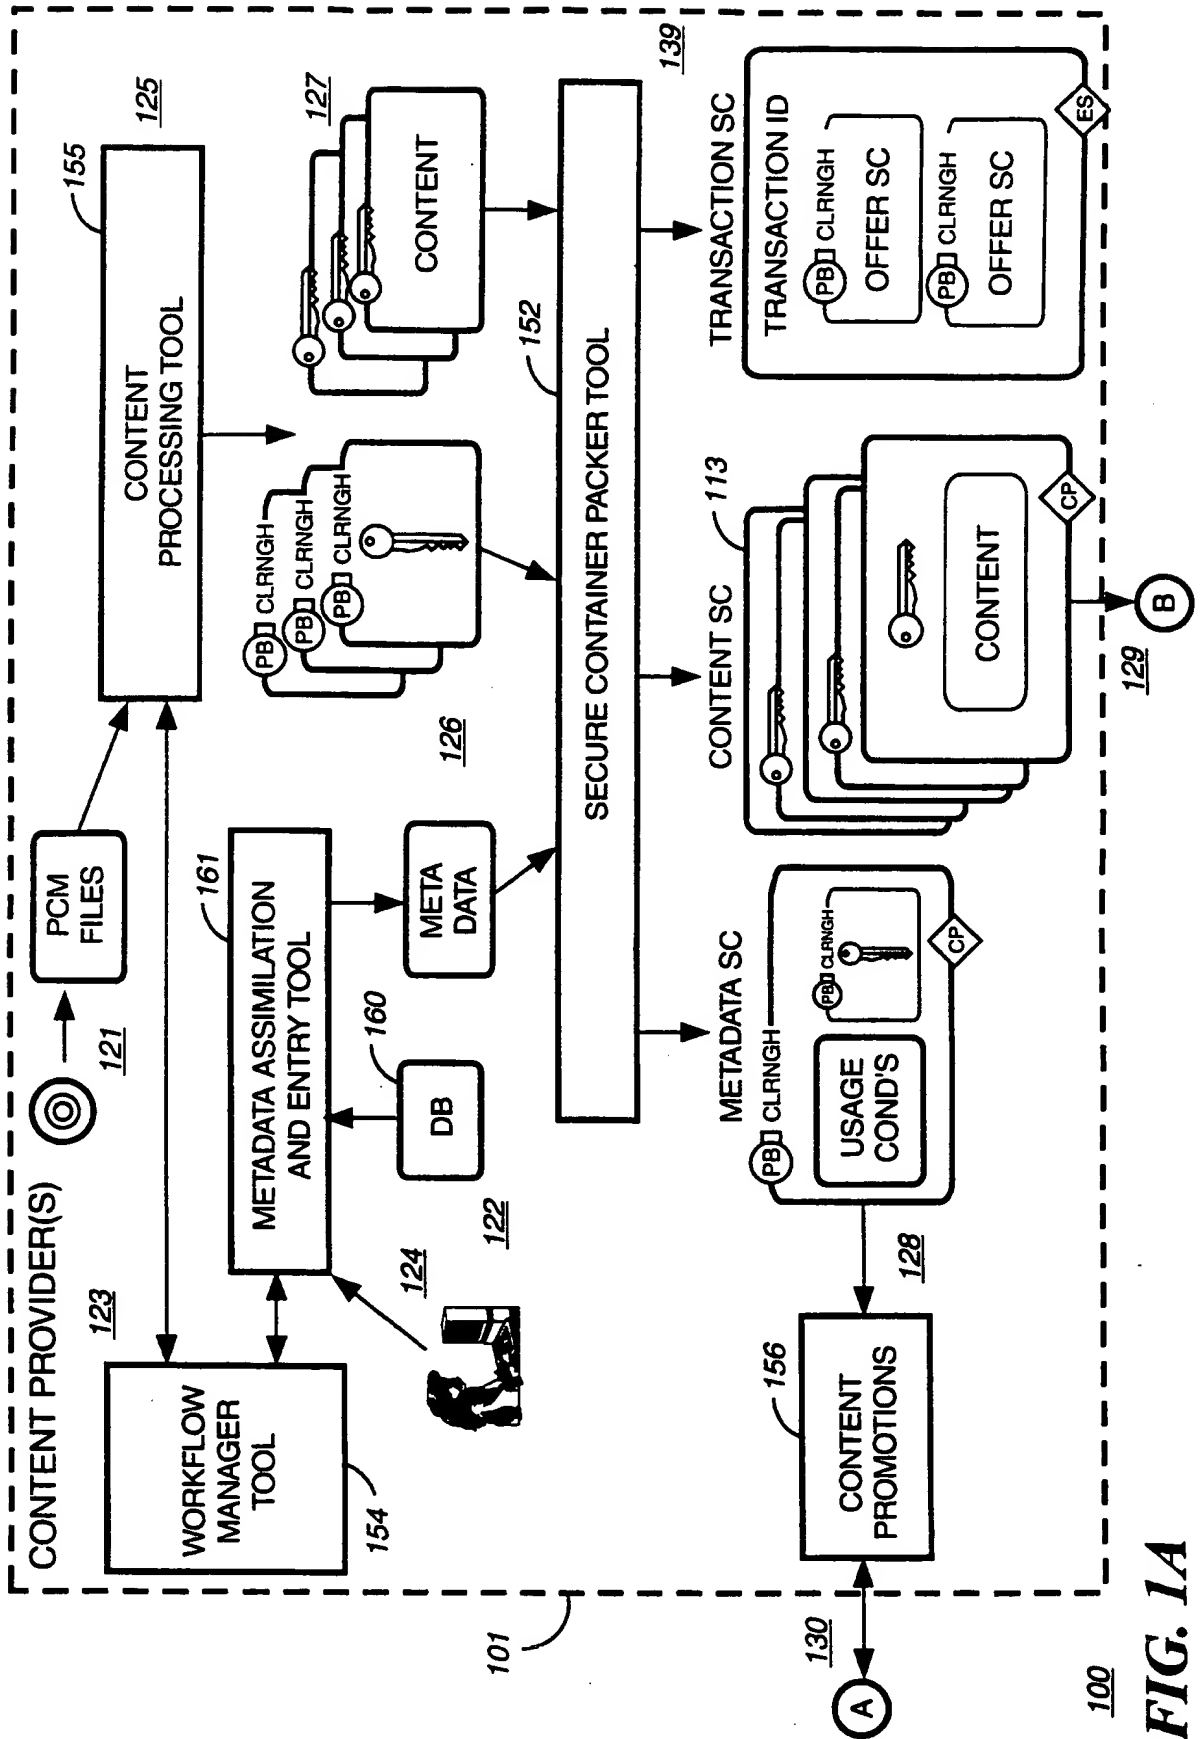 CONTENT PROVIDER(S)
123
WORKFLOW
MANAGER
TOOL
154
121
PCM
FILES
155
125
CONTENT
PROCESSING TOOL
161
METADATA ASSIMILATION
AND ENTRY TOOL
124
122
160
DB
META
DATA
126
PB CLRNGH
PB CLRNGH
PB CLRNGH
127
CONTENT
152
SECURE CONTAINER PACKER TOOL
139
METADATA SC
PB CLRNGH
USAGE
COND'S
PB CLRNGH
CP
128
156
CONTENT
PROMOTIONS
CONTENT SC
113
CONTENT
CP
129
B
TRANSACTION SC
TRANSACTION ID
PB CLRNGH
OFFER SC
PB CLRNGH
OFFER SC
ES
101
130
A
100
FIG. 1A